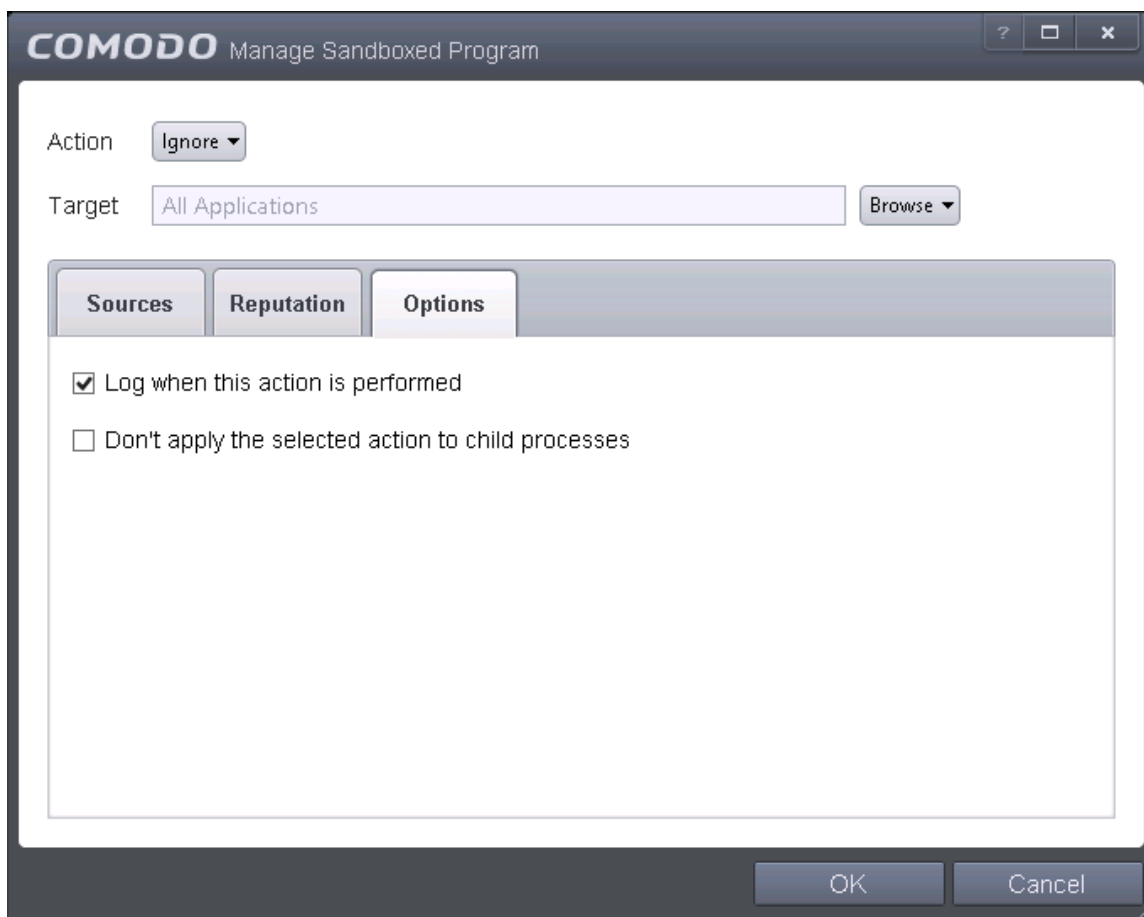 COMODO Manage Sandboxed Program ?
Action Ignore
Target All Applications Browse
Sources Reputation Options
Log when this action is performed
Don't apply the selected action to child processes
OK Cancel